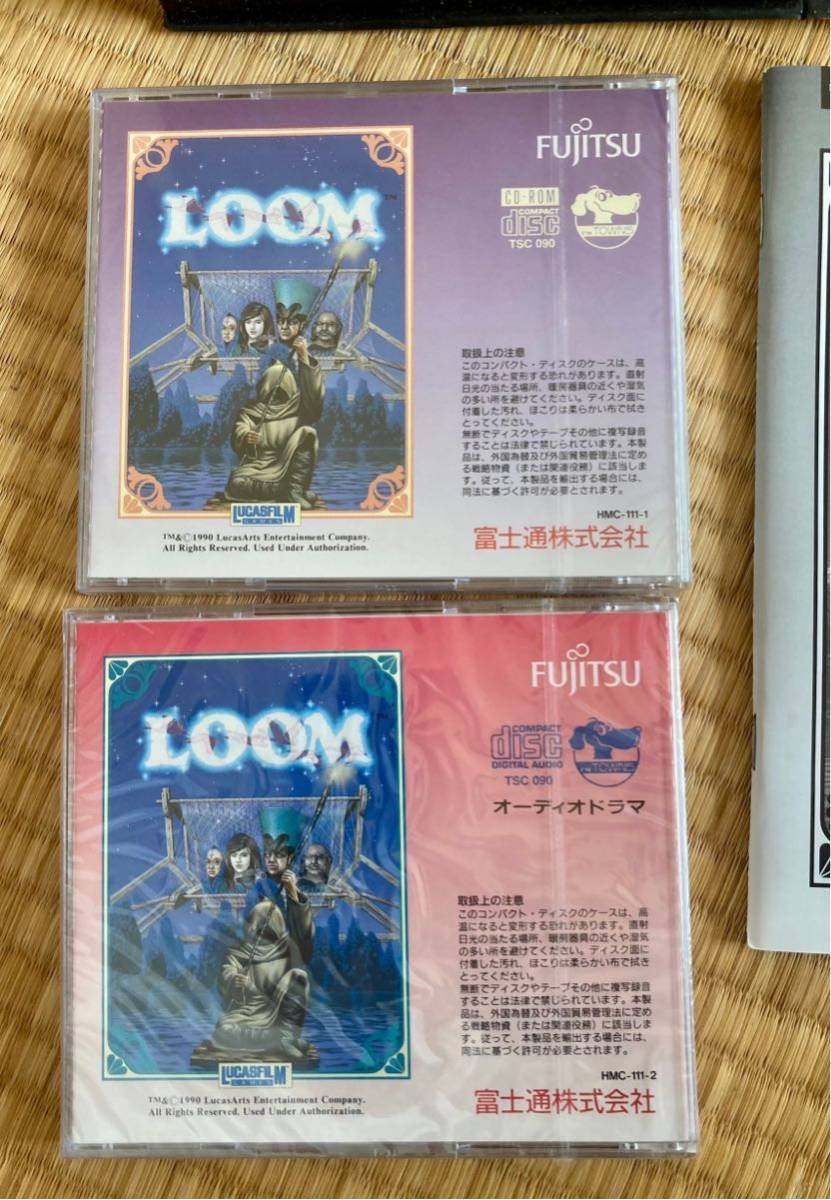 LOOM™
LUCASFILM
GAMES
TM&©1990 LucasArts Entertainment Company.
All Rights Reserved. Used Under Authorization.
FUJITSU
CD-ROM
COMPACT
disc
TSC 090
FM TOWNS
取扱上の注意
このコンパクト・ディスクのケースは、高
温になると変形する恐れがあります。直射
日光の当たる場所、暖房器具の近くや湿気
の多い所を避けてください。ディスク面に
付着した汚れ、ほこりは柔らかい布で拭き
とってください。
無断でディスクやテープその他に複写録音
することは法律で禁じられています。本製
品は、外国為替及び外国貿易管理法に定め
る戦略物資（または関連役務）に該当しま
す。従って、本製品を輸出する場合には、
同法に基づく許可が必要とされます。
HMC-111-1
富士通株式会社
LOOM™
LUCASFILM
GAMES
TM&©1990 LucasArts Entertainment Company.
All Rights Reserved. Used Under Authorization.
FUJITSU
COMPACT
disc
DIGITAL AUDIO
TSC 090
FM TOWNS
オーディオドラマ
取扱上の注意
このコンパクト・ディスクのケースは、高
温になると変形する恐れがあります。直射
日光の当たる場所、暖房器具の近くや湿気
の多い所を避けてください。ディスク面に
付着した汚れ、ほこりは柔らかい布で拭き
とってください。
無断でディスクやテープその他に複写録音
することは法律で禁じられています。本製
品は、外国為替及び外国貿易管理法に定め
る戦略物資（または関連役務）に該当しま
す。従って、本製品を輸出する場合には、
同法に基づく許可が必要とされます。
HMC-111-2
富士通株式会社